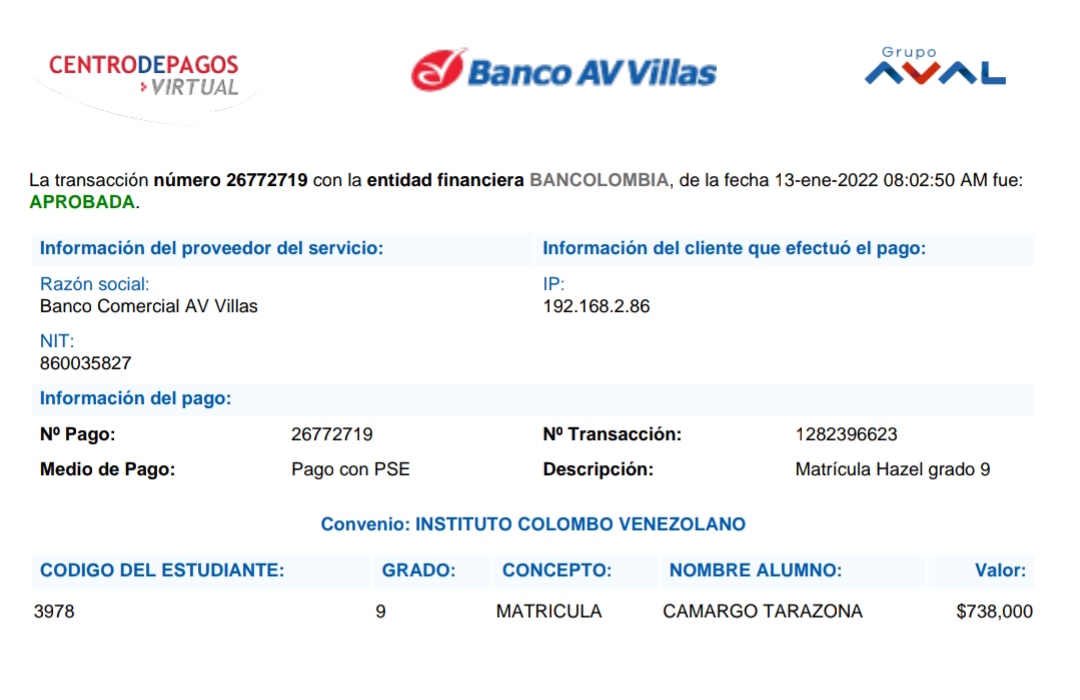 CENTRODEPAGOS
VIRTUAL
Banco AV Villas
Grupo
AVAL
La transacción número 26772719 con la entidad financiera BANCOLOMBIA, de la fecha 13-ene-2022 08:02:50 AM fue:
APROBADA.
Información del proveedor del servicio: Información del cliente que efectuó el pago:
Razón social: IP:
Banco Comercial AV Villas 192.168.2.86
NIT:
860035827
Información del pago:
Nº Pago: 26772719 Nº Transacción: 1282396623
Medio de Pago: Pago con PSE Descripción: Matrícula Hazel grado 9
Convenio: INSTITUTO COLOMBO VENEZOLANO
CODIGO DEL ESTUDIANTE: GRADO: CONCEPTO: NOMBRE ALUMNO: Valor:
3978 9 MATRICULA CAMARGO TARAZONA $738,000